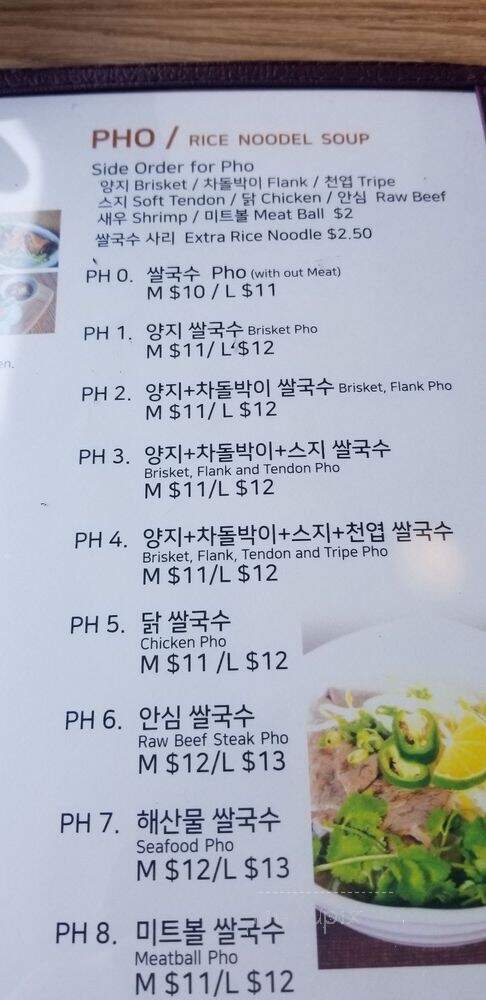 PHO / RICE NOODEL SOUP
Side Order for Pho
양지 Brisket / 차돌박이 Flank / 천엽 Tripe
스지 Soft Tendon / 닭 Chicken / 안심 Raw Beef
새우 Shrimp / 미트볼 Meat Ball $2
쌀국수 사리 Extra Rice Noodle $2.50
PH 0. 쌀국수 Pho (with out Meat)
M $10 / L $11
en.
PH 1. 양지 쌀국수 Brisket Pho
M $11/ L $12
PH 2. 양지+차돌박이 쌀국수 Brisket, Flank Pho
M $11/ L $12
PH 3. 양지+차돌박이+스지 쌀국수
Brisket, Flank and Tendon Pho
M $11/L $12
PH 4. 양지+차돌박이+스지+천엽 쌀국수
Brisket, Flank, Tendon and Tripe Pho
M $11/L $12
PH 5. 닭 쌀국수
Chicken Pho
M $11 /L $12
PH 6. 안심 쌀국수
Raw Beef Steak Pho
M $12/L $13
PH 7. 해산물 쌀국수
Seafood Pho
M $12/L $13
PH 8. 미트볼 쌀국수
Meatball Pho
M $11/L $12